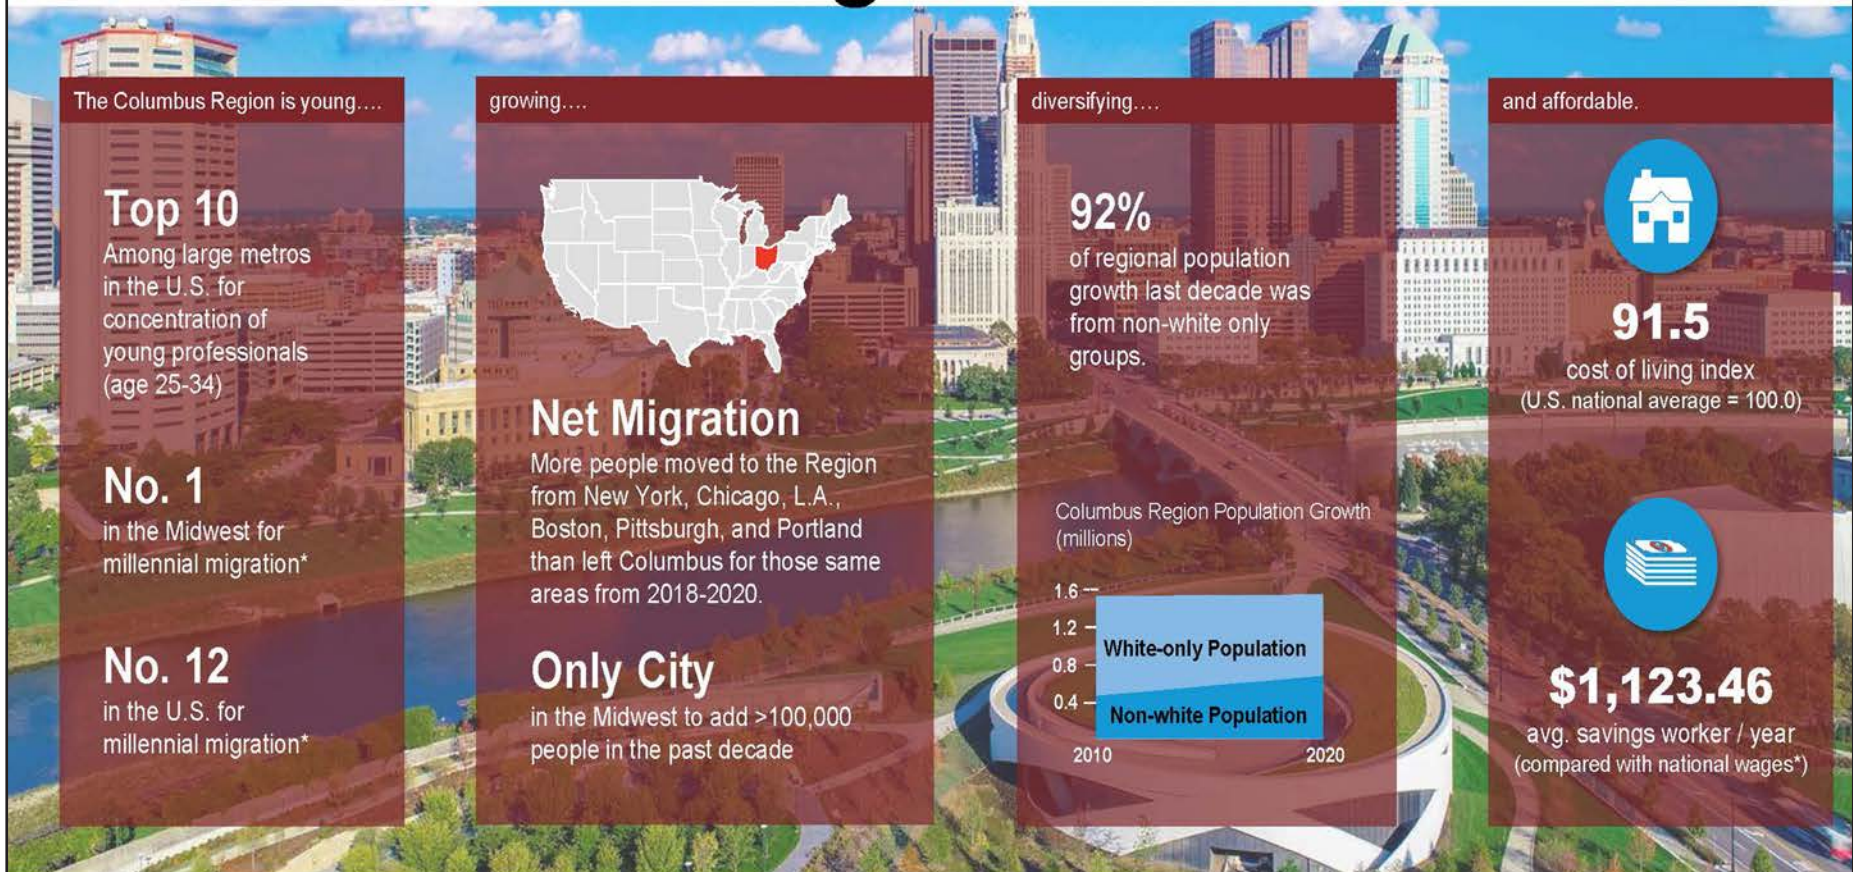 The Columbus Region is young....
Top 10
Among large metros
in the U.S. for
concentration of
young professionals
(age 25-34)
No. 1
in the Midwest for
millennial migration*
No. 12
in the U.S. for
millennial migration*
growing....
Net Migration
More people moved to the Region
from New York, Chicago, L.A.,
Boston, Pittsburgh, and Portland
than left Columbus for those same
areas from 2018-2020.
Only City
in the Midwest to add >100,000
people in the past decade
diversifying....
92%
of regional population
growth last decade was
from non-white only
groups.
Columbus Region Population Growth
(millions)
1.6
1.2
0.8
0.4
White-only Population
Non-white Population
2010
2020
and affordable.
91.5
cost of living index
(U.S. national average = 100.0)
$1,123.46
avg. savings worker / year
(compared with national wages*)